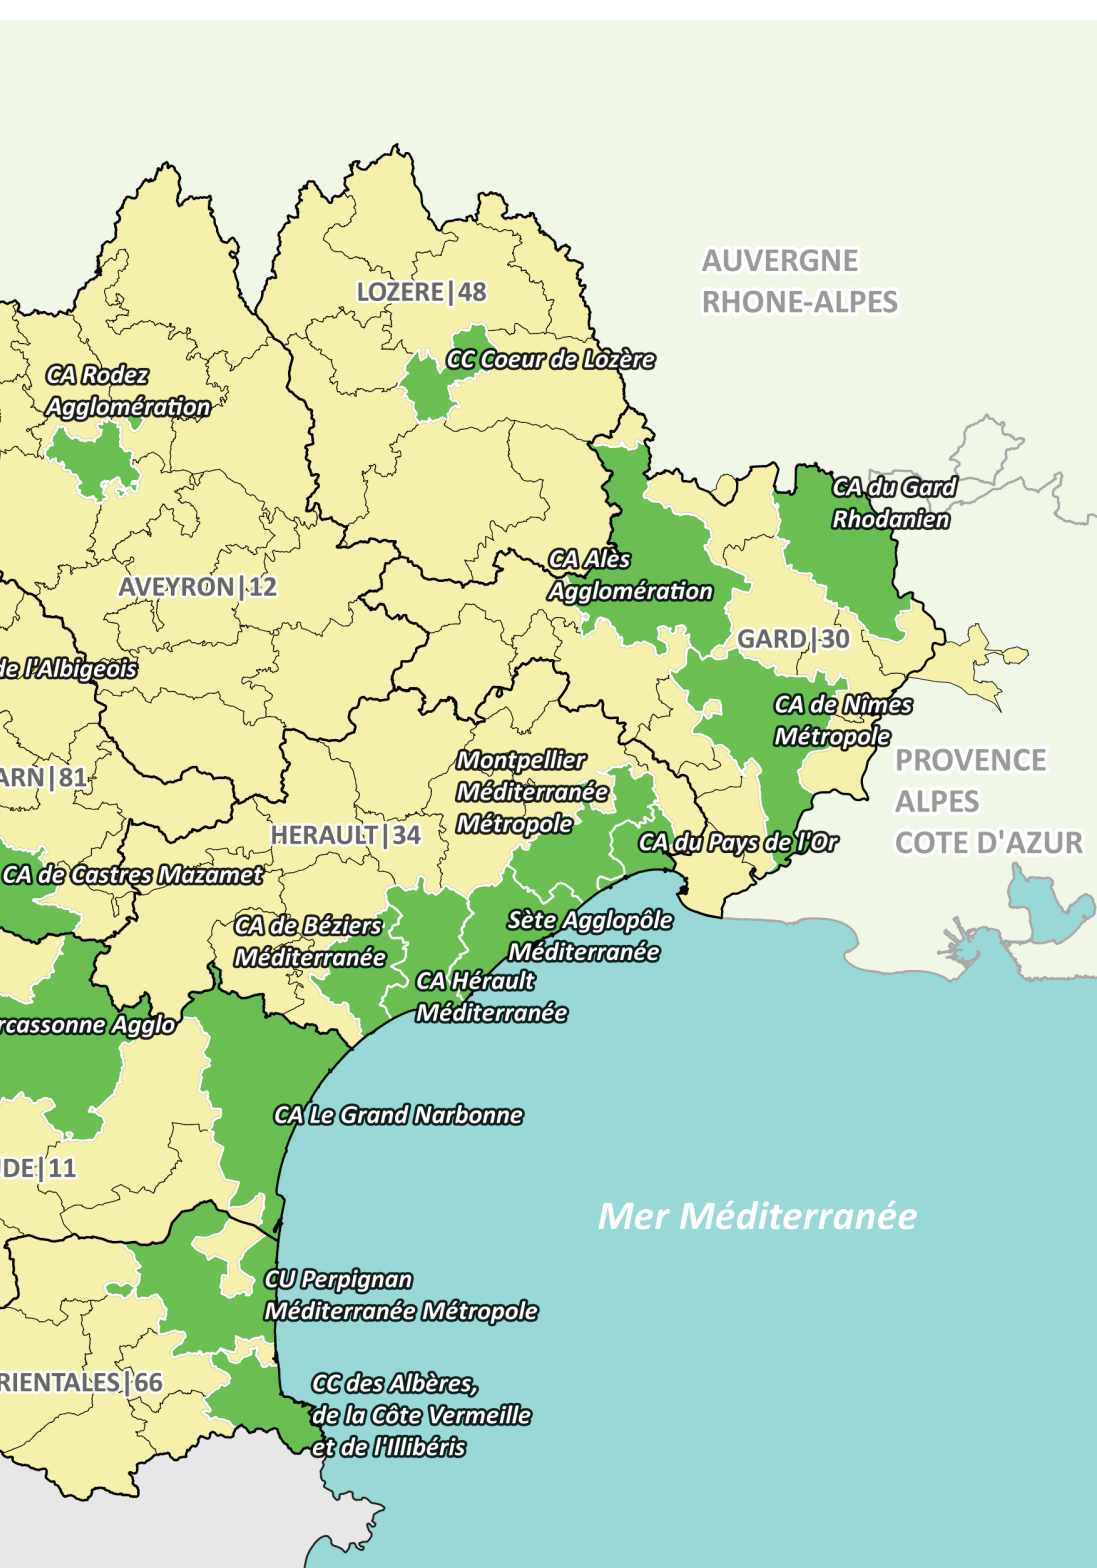 AUVERGNE
RHONE-ALPES
LOZERE|48
CC Coeur de Lozère
CA Rodez
Agglomération
CA du Gard
Rhodanien
CA Alès
Agglomération
AVEYRON|12
GARD|30
de l'Albigeois
CA de Nîmes
Métropole
Montpellier
Méditerranée
Métropole
PROVENCE
ALPES
COTE D'AZUR
ARN|81
HERAULT|34
CA du Pays de l'Or
CA de Castres Mazamet
CA de Béziers
Méditerranée
Sète Agglopôle
Méditerranée
CA Hérault
Méditerranée
rcassonne Agglo
CA Le Grand Narbonne
UDE|11
Mer Méditerranée
CU Perpignan
Méditerranée Métropole
RIENTALES|66
CC des Albères,
de la Côte Vermeille
et de l'Illibéris